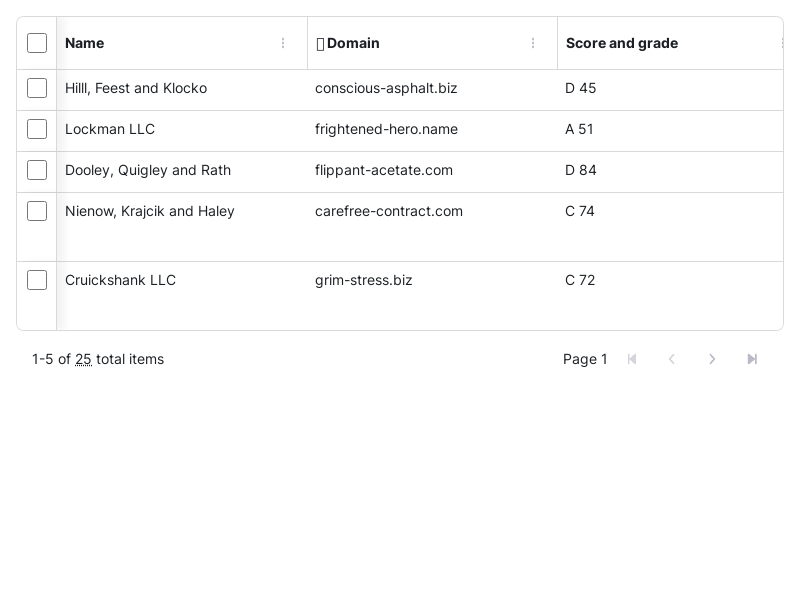 Name Domain Score and grade
Hilll, Feest and Klocko conscious-asphalt.biz D 45
Lockman LLC frightened-hero.name A 51
Dooley, Quigley and Rath flippant-acetate.com D 84
Nienow, Krajcik and Haley carefree-contract.com C 74
Cruickshank LLC grim-stress.biz C 72
1-5 of 25 total items Page 1